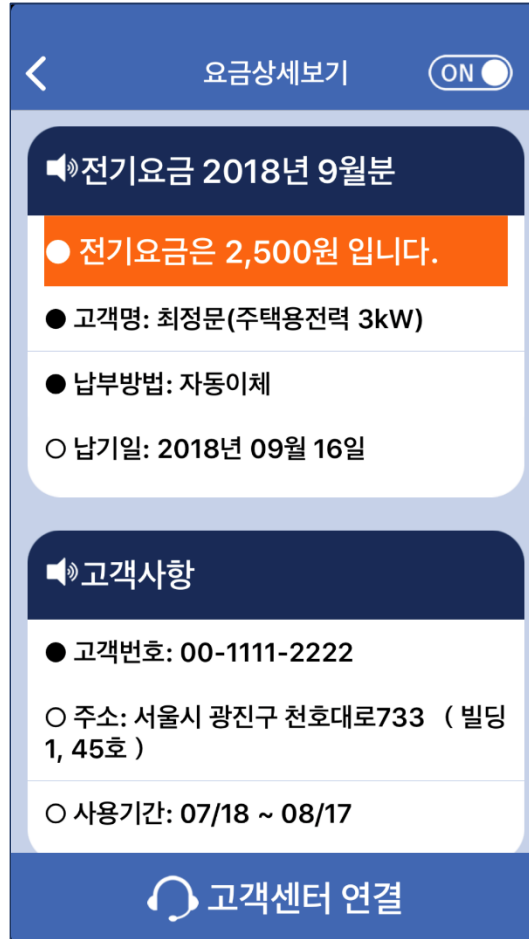 요금상세보기 ON
전기요금 2018년 9월분
● 전기요금은 2,500원 입니다.
● 고객명: 최정문(주택용전력 3kW)
● 납부방법: 자동이체
○ 납기일: 2018년 09월 16일
고객사항
● 고객번호: 00-1111-2222
○ 주소: 서울시 광진구 천호대로733 ( 빌딩
1, 45호 )
○ 사용기간: 07/18 ~ 08/17
고객센터 연결